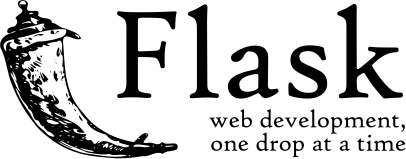 Flask
web development,
one drop at a time